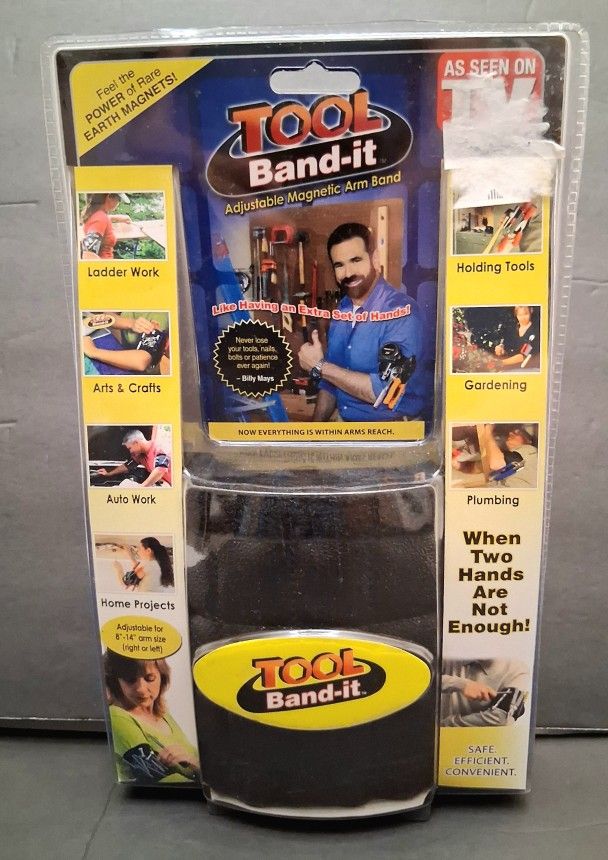 Feel the
POWER of Rare
EARTH MAGNETS!
AS SEEN ON
TV
TOOL
Band-it™
Adjustable Magnetic Arm Band
Like Having an Extra Set of Hands!
Never lose
your tools, nails,
bolts or patience
ever again!
– Billy Mays
NOW EVERYTHING IS WITHIN ARMS REACH.
Ladder Work
Arts & Crafts
Auto Work
Home Projects
Adjustable for
8"-14" arm size
(right or left)
Holding Tools
Gardening
Plumbing
When
Two
Hands
Are
Not
Enough!
SAFE.
EFFICIENT.
CONVENIENT.
TOOL
Band-it™